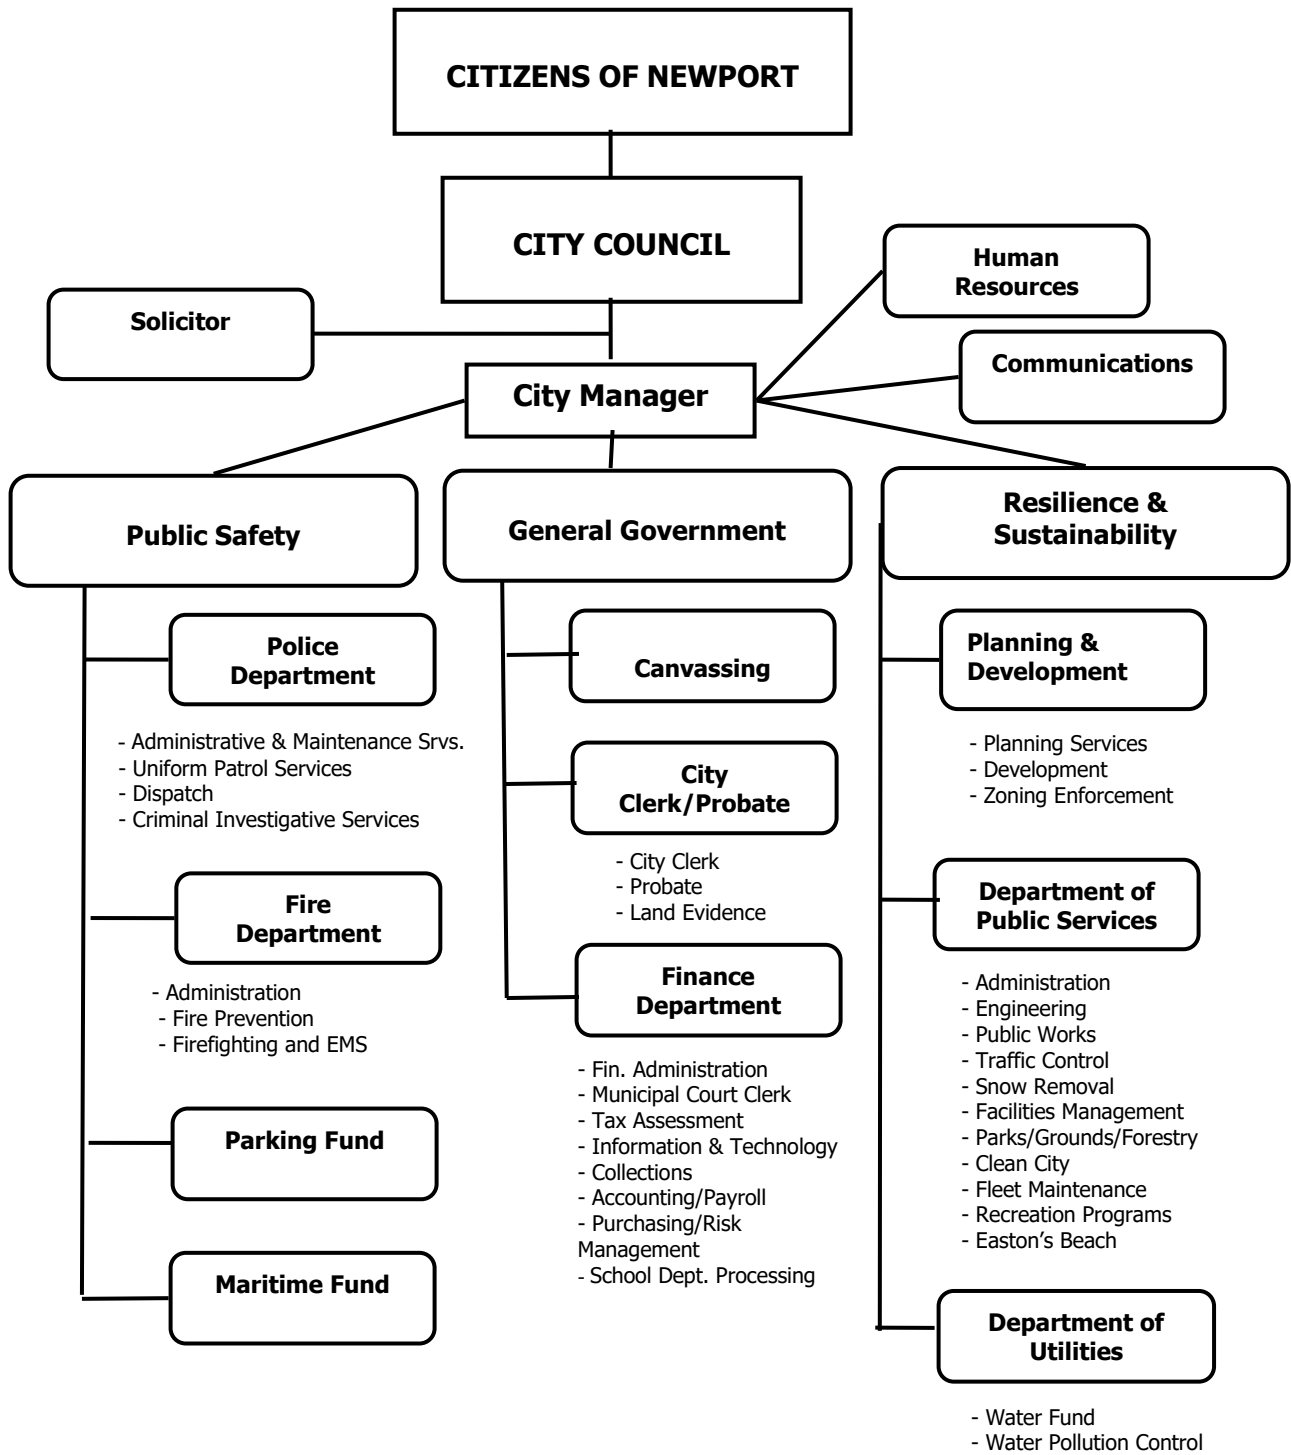 CITIZENS OF NEWPORT
CITY COUNCIL
Human
Resources
Solicitor
Communications
City Manager
Public Safety
General Government
Resilience &
Sustainability
Police
Department
- Administrative & Maintenance Srvs.
- Uniform Patrol Services
- Dispatch
- Criminal Investigative Services
Fire
Department
- Administration
- Fire Prevention
- Firefighting and EMS
Parking Fund
Maritime Fund
Canvassing
City
Clerk/Probate
- City Clerk
- Probate
- Land Evidence
Finance
Department
- Fin. Administration
- Municipal Court Clerk
- Tax Assessment
- Information & Technology
- Collections
- Accounting/Payroll
- Purchasing/Risk
Management
- School Dept. Processing
Planning &
Development
- Planning Services
- Development
- Zoning Enforcement
Department of
Public Services
- Administration
- Engineering
- Public Works
- Traffic Control
- Snow Removal
- Facilities Management
- Parks/Grounds/Forestry
- Clean City
- Fleet Maintenance
- Recreation Programs
- Easton's Beach
Department of
Utilities
- Water Fund
- Water Pollution Control